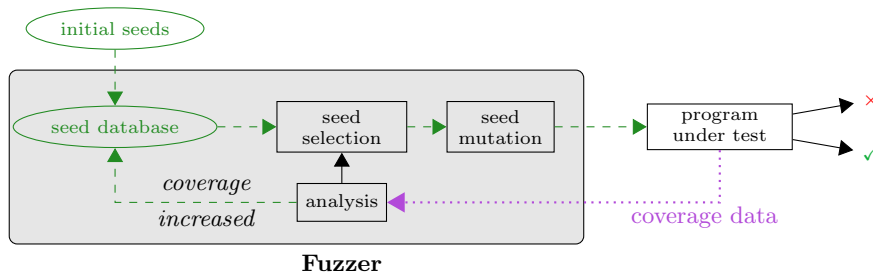 initial seeds
seed database
seed
selection
seed
mutation
program
under test
×
✓
coverage
increased
analysis
coverage data
Fuzzer